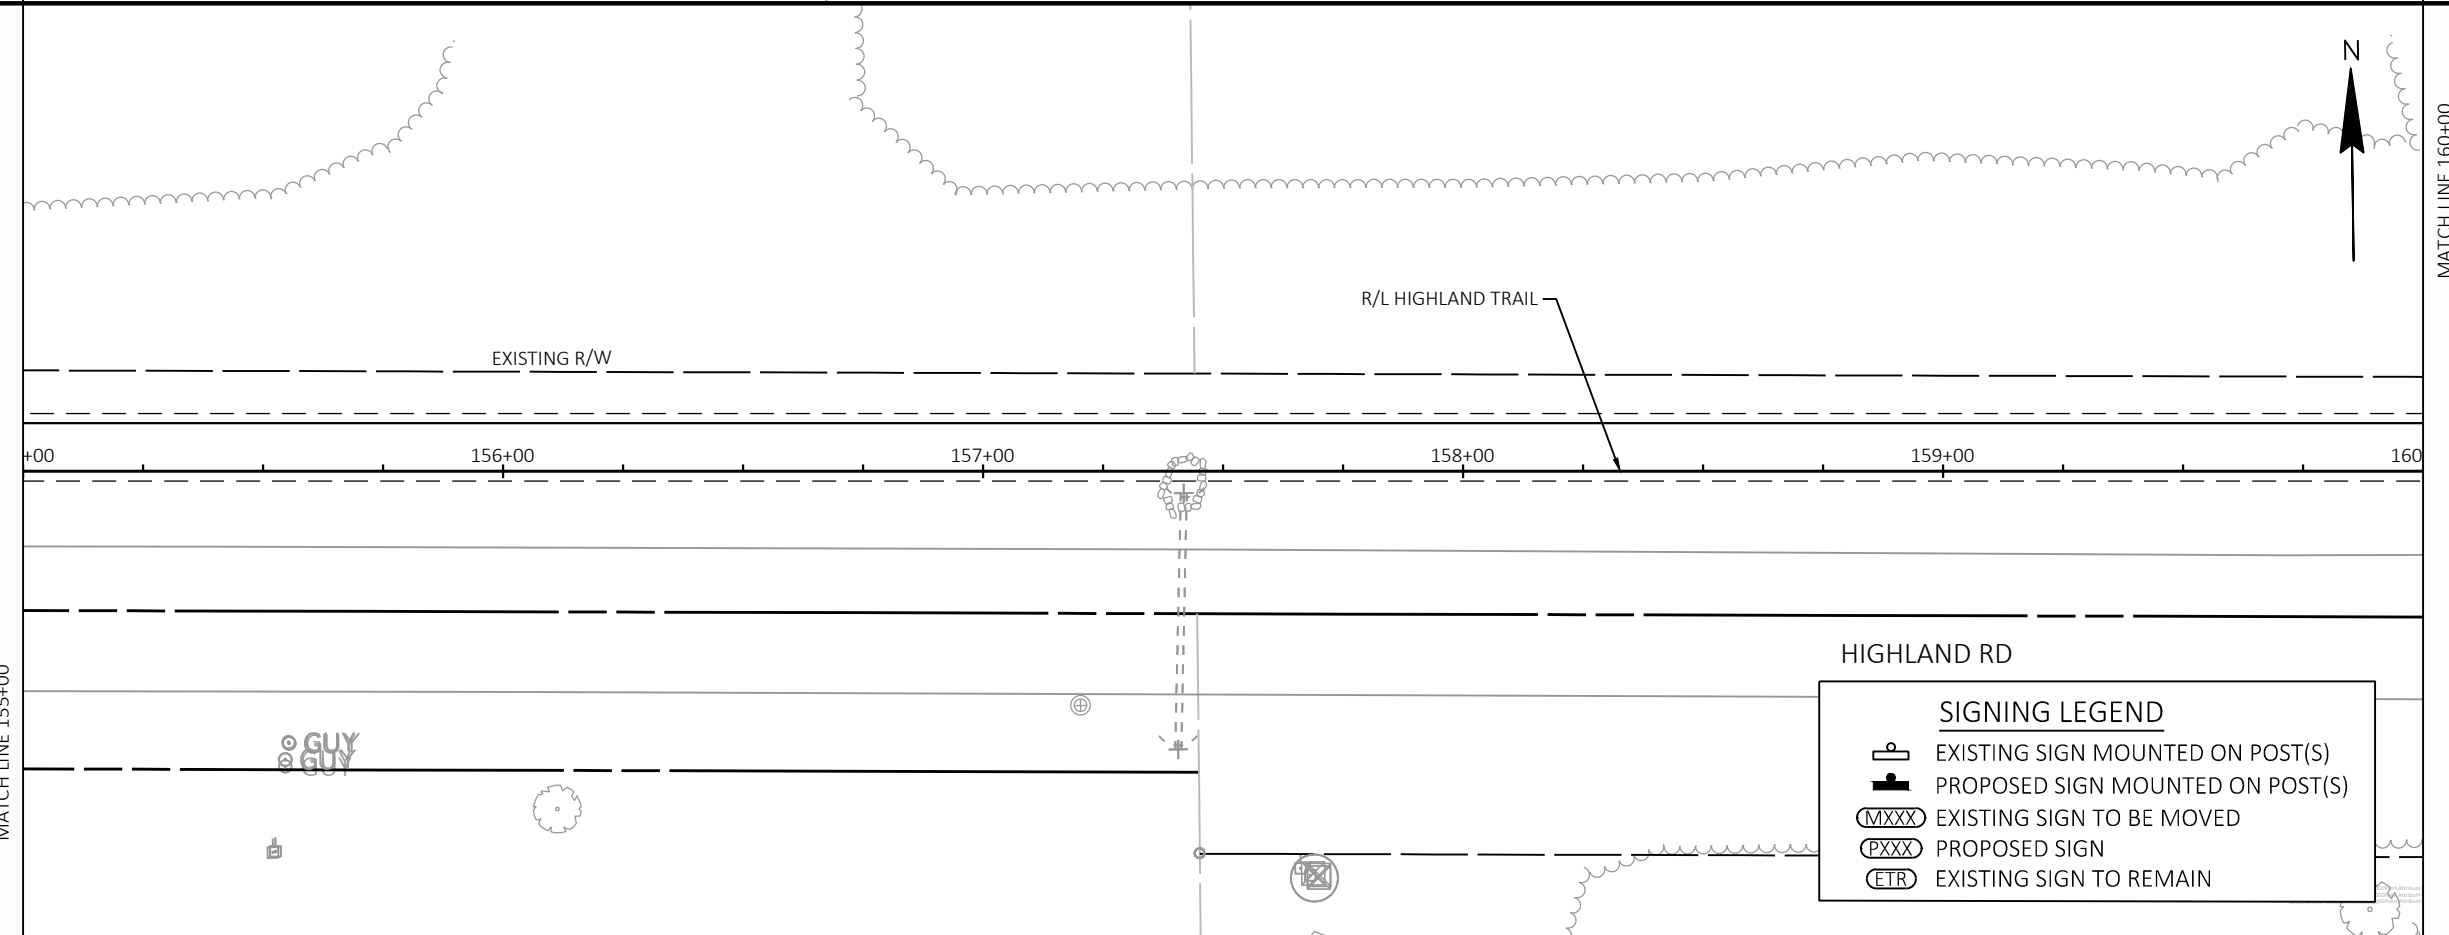 N
MATCH LINE 160+00
R/L HIGHLAND TRAIL
EXISTING R/W
+00
156+00
157+00
158+00
159+00
160
MATCH LINE 155+00
HIGHLAND RD
SIGNING LEGEND
EXISTING SIGN MOUNTED ON POST(S)
PROPOSED SIGN MOUNTED ON POST(S)
MXXX EXISTING SIGN TO BE MOVED
PXXX PROPOSED SIGN
ETR EXISTING SIGN TO REMAIN
GUY
GUY